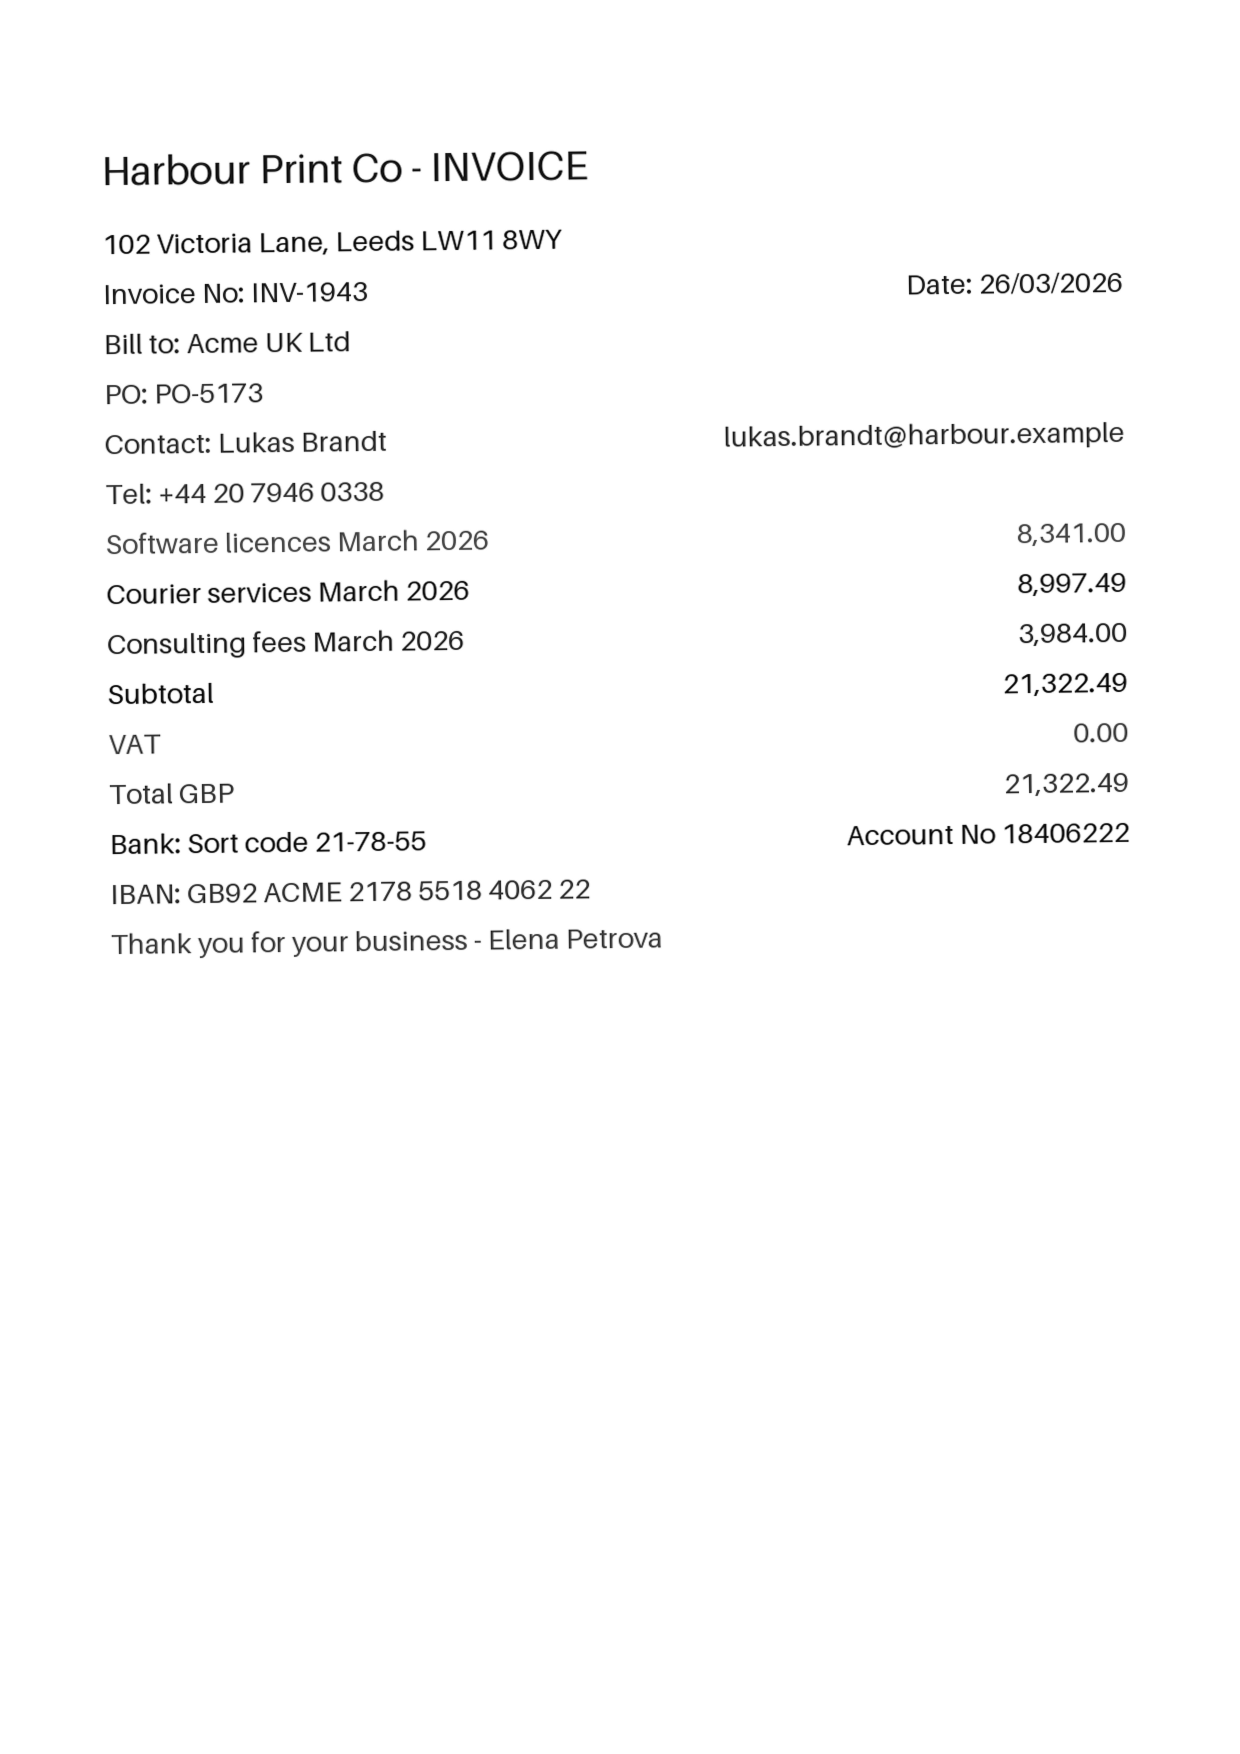 Harbour Print Co - INVOICE
102 Victoria Lane, Leeds LW11 8WY
Invoice No: INV-1943 Date: 26/03/2026
Bill to: Acme UK Ltd
PO: PO-5173
Contact: Lukas Brandt lukas.brandt@harbour.example
Tel: +44 20 7946 0338
Software licences March 2026 8,341.00
Courier services March 2026 8,997.49
Consulting fees March 2026 3,984.00
Subtotal 21,322.49
VAT 0.00
Total GBP 21,322.49
Bank: Sort code 21-78-55 Account No 18406222
IBAN: GB92 ACME 2178 5518 4062 22
Thank you for your business - Elena Petrova